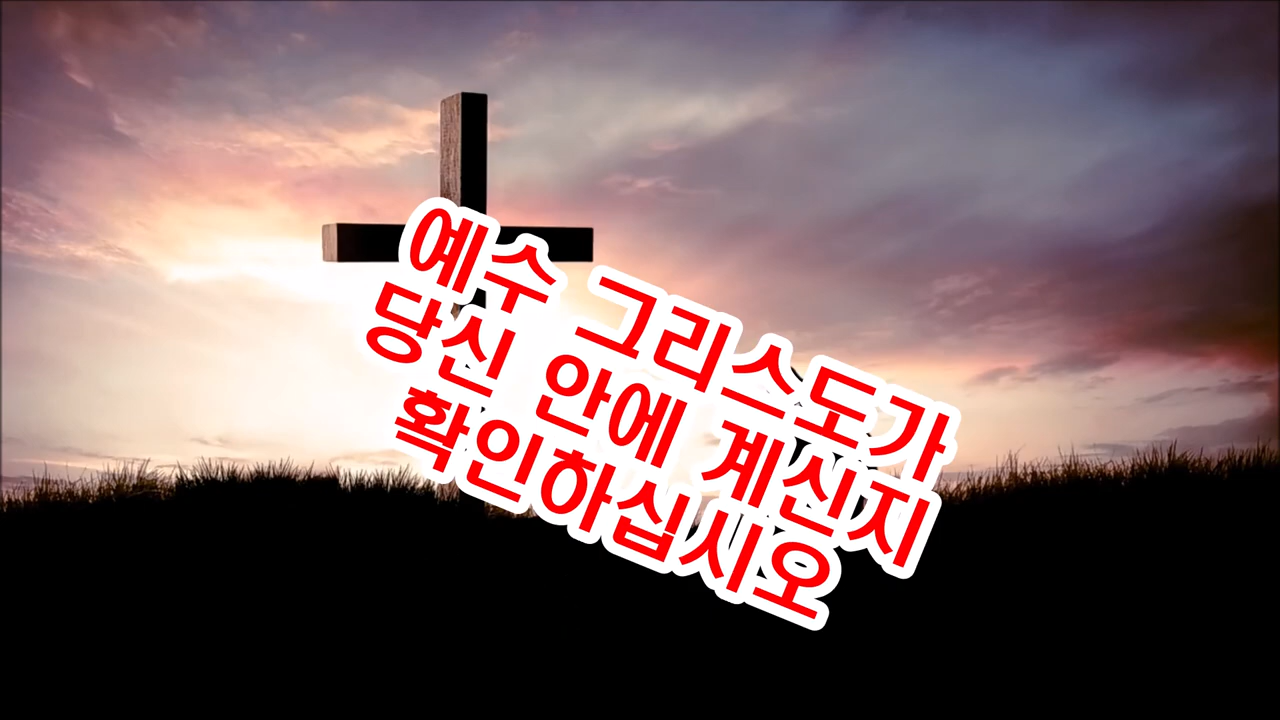 예수 그리스도가
당신 안에 계신지
확인하십시오